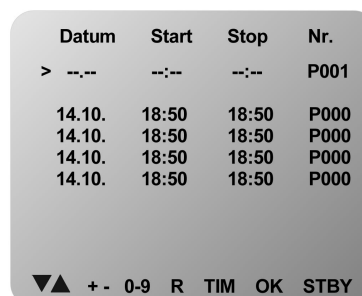 Datum Start Stop Nr.
> --.-- --:-- --:-- P001
14.10. 18:50 18:50 P000
14.10. 18:50 18:50 P000
14.10. 18:50 18:50 P000
14.10. 18:50 18:50 P000
▼▲ + - 0-9 R TIM OK STBY